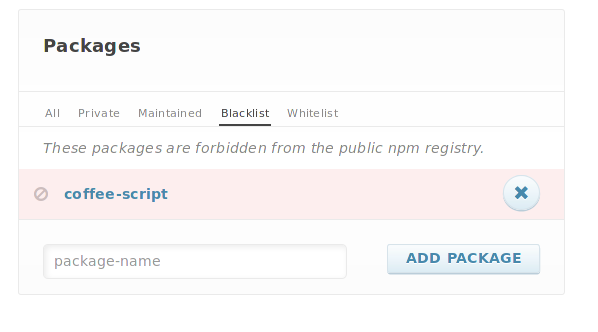 Packages
All Private Maintained Blacklist Whitelist
These packages are forbidden from the public npm registry.
coffee-script
package-name ADD PACKAGE